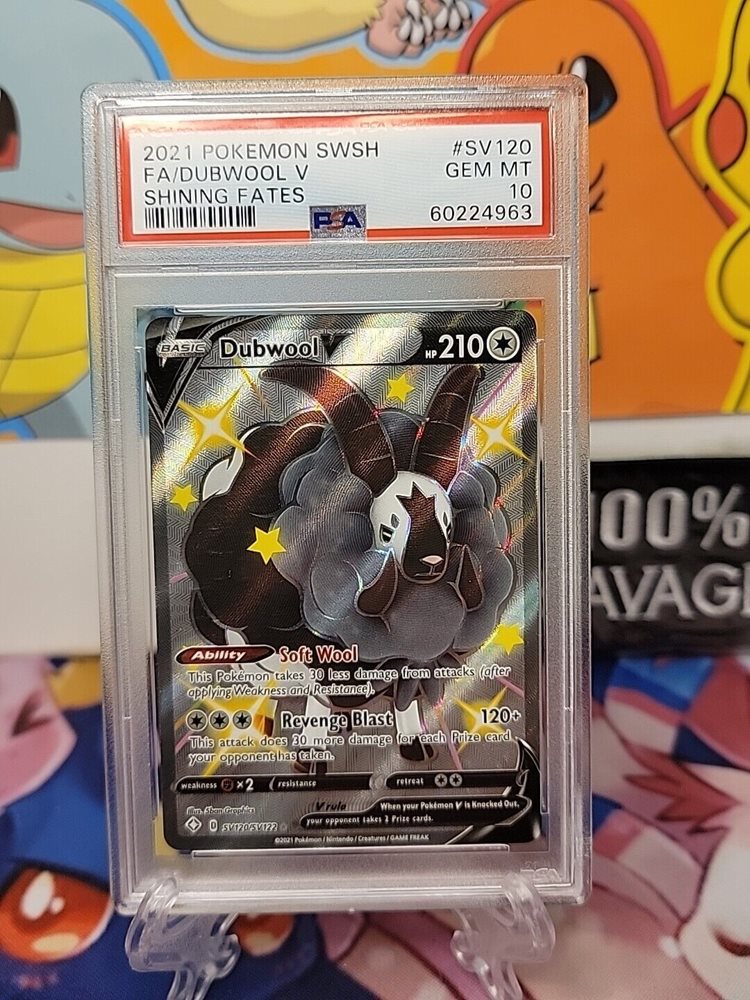 2021 POKEMON SWSH #SV120
FA/DUBWOOL V GEM MT
SHINING FATES 10
PSA 60224963
BASIC Dubwool V HP 210
Ability Soft Wool
This Pokémon takes 30 less damage from attacks (after
applying Weakness and Resistance).
Revenge Blast 120+
This attack does 30 more damage for each Prize card
your opponent has taken.
weakness ×2 resistance retreat
V rule When your Pokémon V is Knocked Out,
your opponent takes 2 Prize cards.
Illus. Shan Graphics
D SV120/SV122
©2021 Pokémon / Nintendo / Creatures / GAME FREAK
100%
AVAG